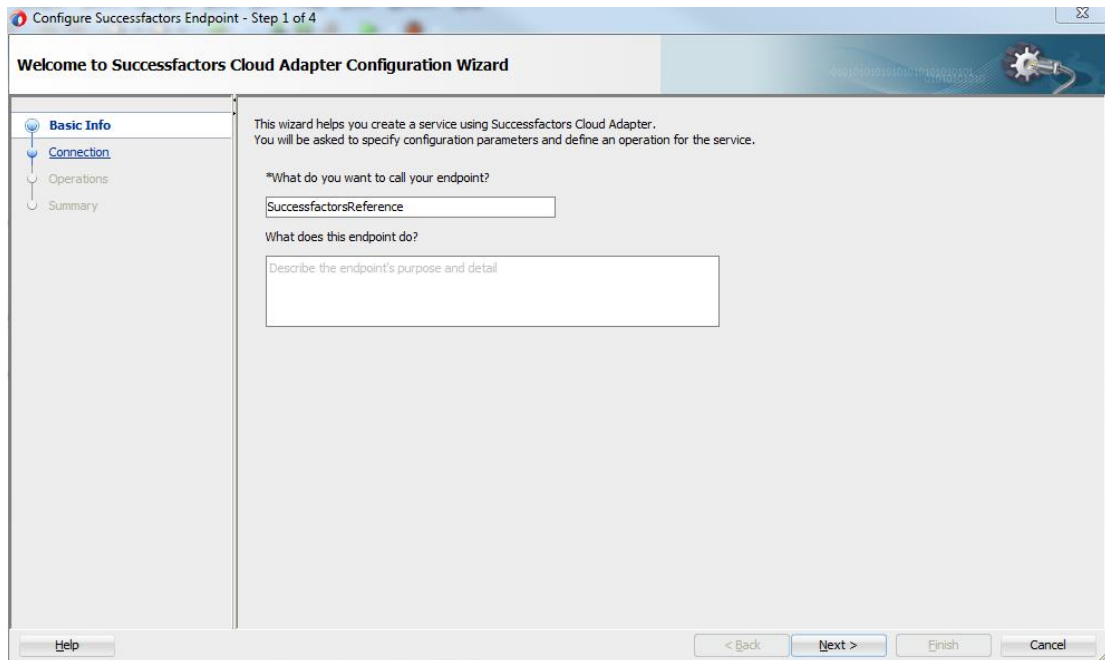 Configure Successfactors Endpoint - Step 1 of 4
Welcome to Successfactors Cloud Adapter Configuration Wizard
Basic Info
Connection
Operations
Summary
This wizard helps you create a service using Successfactors Cloud Adapter.
You will be asked to specify configuration parameters and define an operation for the service.
*What do you want to call your endpoint?
SuccessfactorsReference
What does this endpoint do?
Describe the endpoint's purpose and detail
Help
< Back
Next >
Finish
Cancel